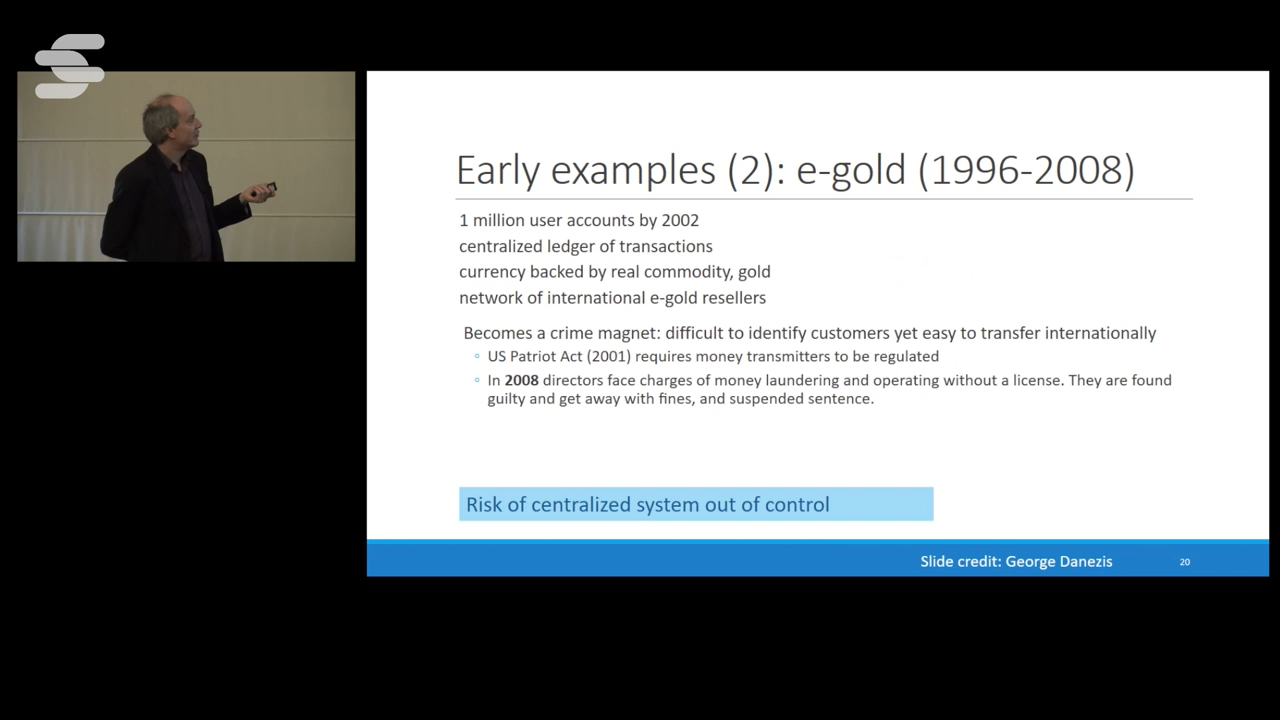 Early examples (2): e-gold (1996-2008)
1 million user accounts by 2002
centralized ledger of transactions
currency backed by real commodity, gold
network of international e-gold resellers
Becomes a crime magnet: difficult to identify customers yet easy to transfer internationally
◦ US Patriot Act (2001) requires money transmitters to be regulated
◦ In 2008 directors face charges of money laundering and operating without a license. They are found
guilty and get away with fines, and suspended sentence.
Risk of centralized system out of control
Slide credit: George Danezis
20